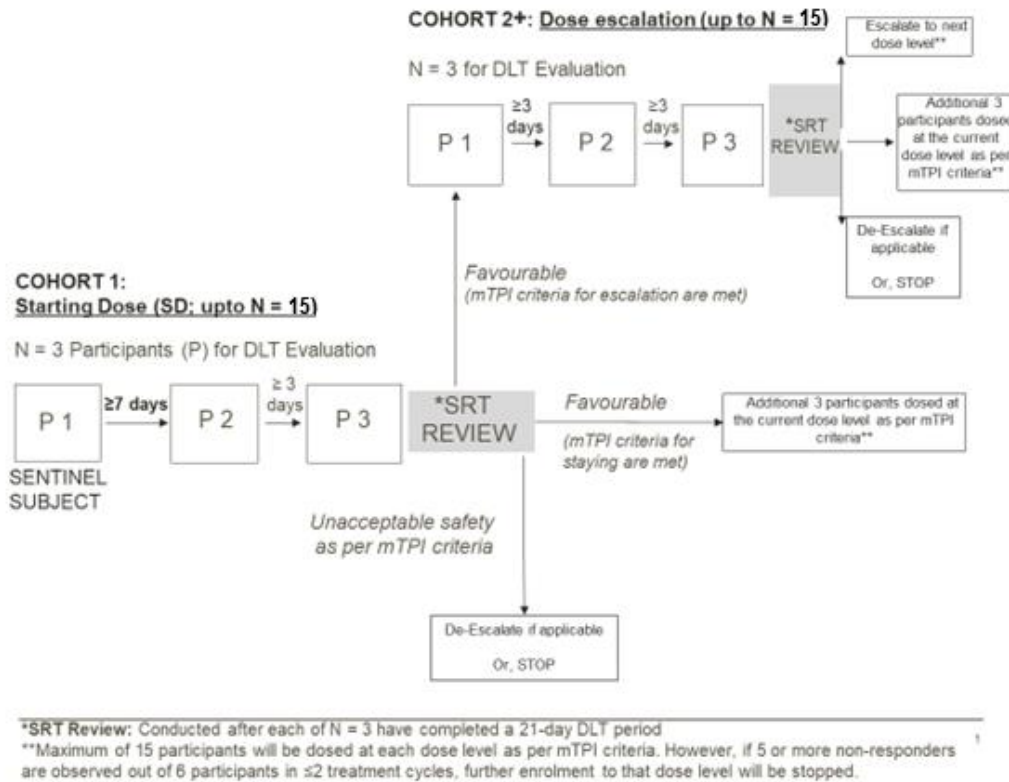 COHORT 2+: Dose escalation (up to N = 15)
N = 3 for DLT Evaluation
P 1
≥3
days
P 2
≥3
days
P 3
*SRT
REVIEW
Escalate to next
dose level**
Additional 3
participants dosed
at the current
dose level as per
mTPI criteria**
De-Escalate if
applicable
Or, STOP
Favourable
(mTPI criteria for escalation are met)
COHORT 1:
Starting Dose (SD; upto N = 15)
N = 3 Participants (P) for DLT Evaluation
P 1
SENTINEL
SUBJECT
≥7 days
P 2
≥ 3
days
P 3
*SRT
REVIEW
Favourable
(mTPI criteria for
staying are met)
Additional 3 participants dosed at
the current dose level as per mTPI
criteria**
Unacceptable safety
as per mTPI criteria
De-Escalate if applicable
Or, STOP
*SRT Review: Conducted after each of N = 3 have completed a 21-day DLT period
1
**Maximum of 15 participants will be dosed at each dose level as per mTPI criteria. However, if 5 or more non-responders
are observed out of 6 participants in ≤2 treatment cycles, further enrolment to that dose level will be stopped.